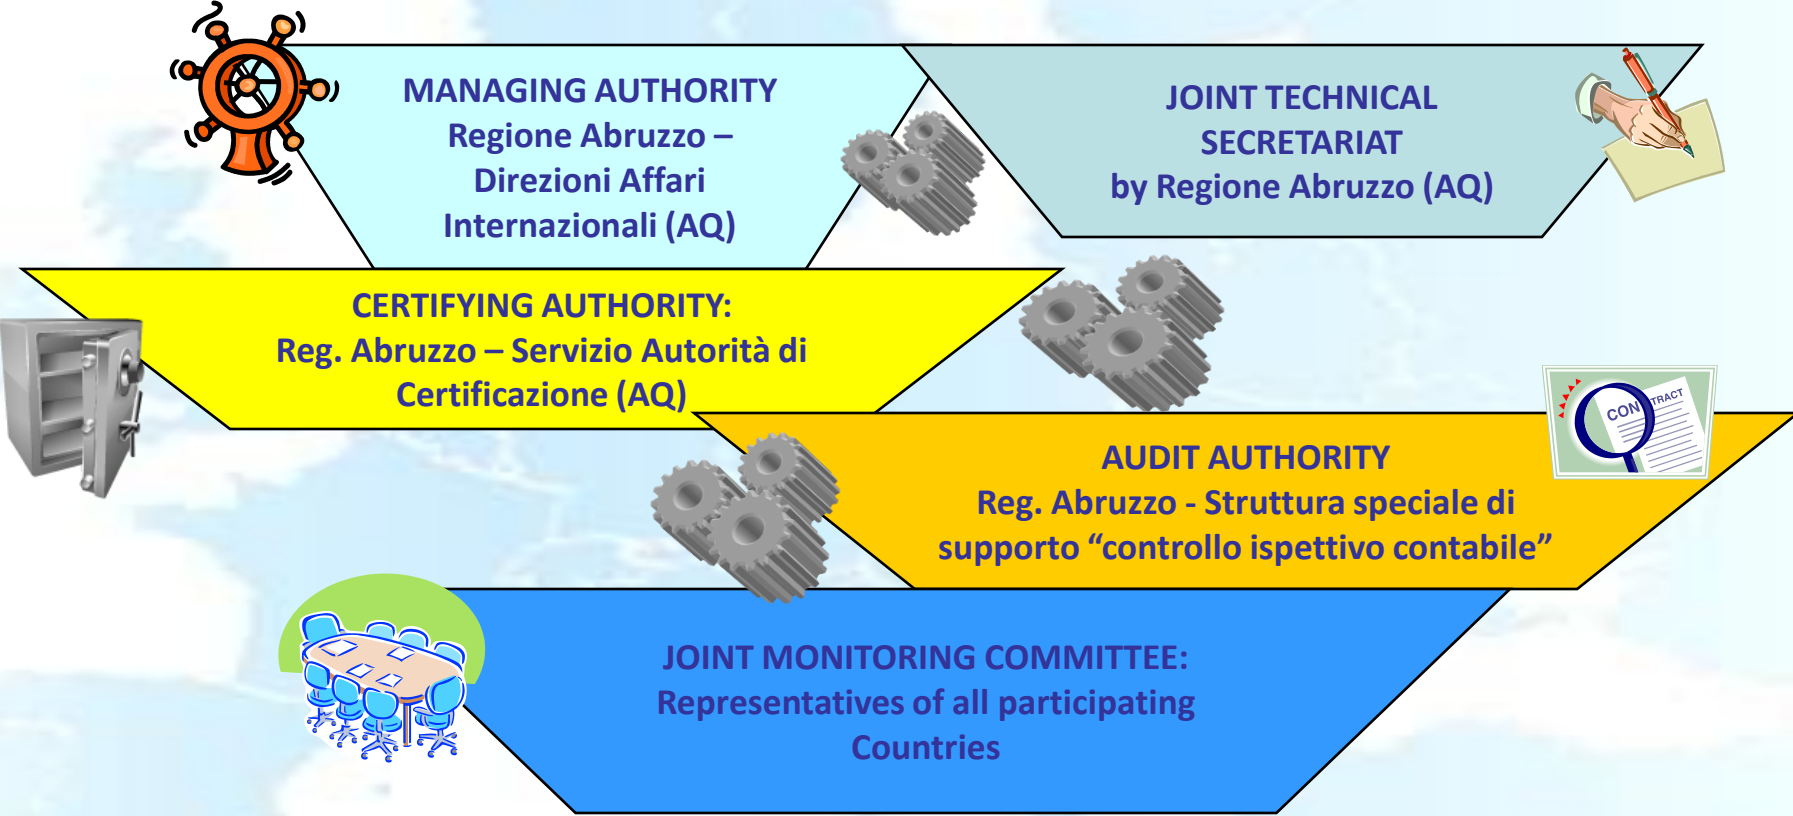 MANAGING AUTHORITY
Regione Abruzzo –
Direzioni Affari
Internazionali (AQ)
JOINT TECHNICAL
SECRETARIAT
by Regione Abruzzo (AQ)
CERTIFYING AUTHORITY:
Reg. Abruzzo – Servizio Autorità di
Certificazione (AQ)
CONTRACT
AUDIT AUTHORITY
Reg. Abruzzo - Struttura speciale di
supporto “controllo ispettivo contabile”
JOINT MONITORING COMMITTEE:
Representatives of all participating
Countries